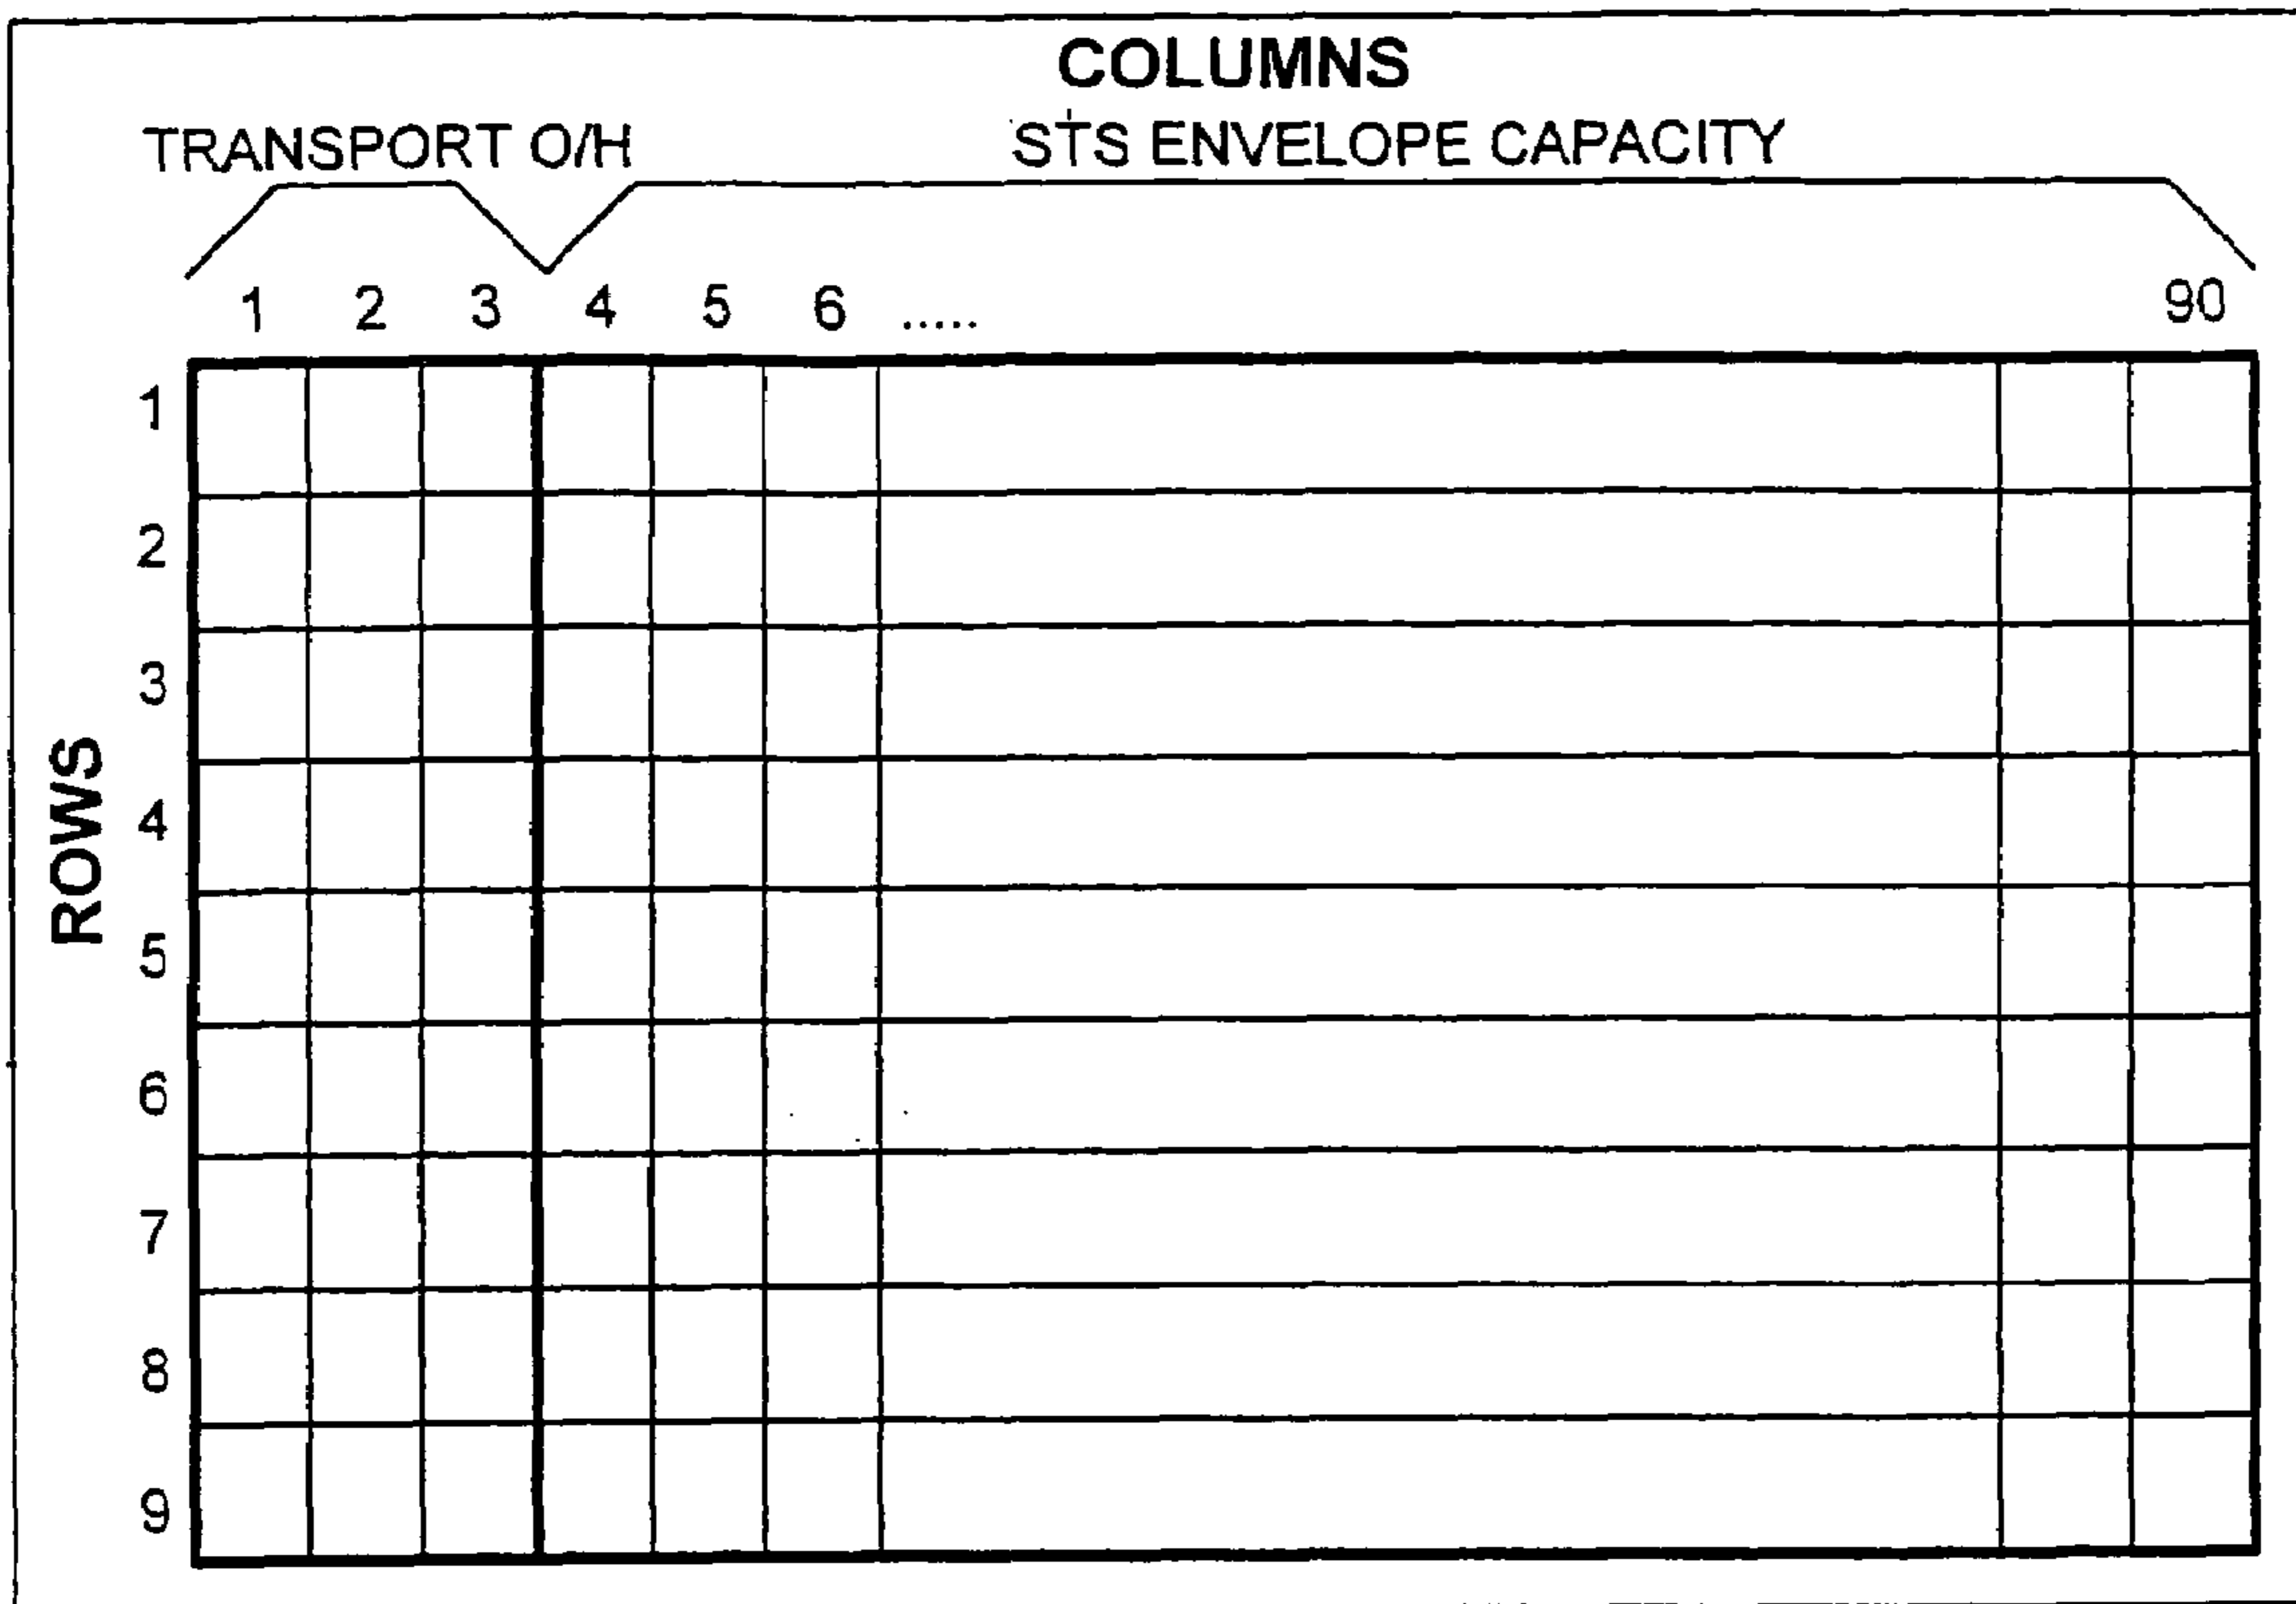 COLUMNS
TRANSPORT O/H STS ENVELOPE CAPACITY
1 2 3 4 5 6 ..... 90
ROWS
1
2
3
4
5
6
7
8
9